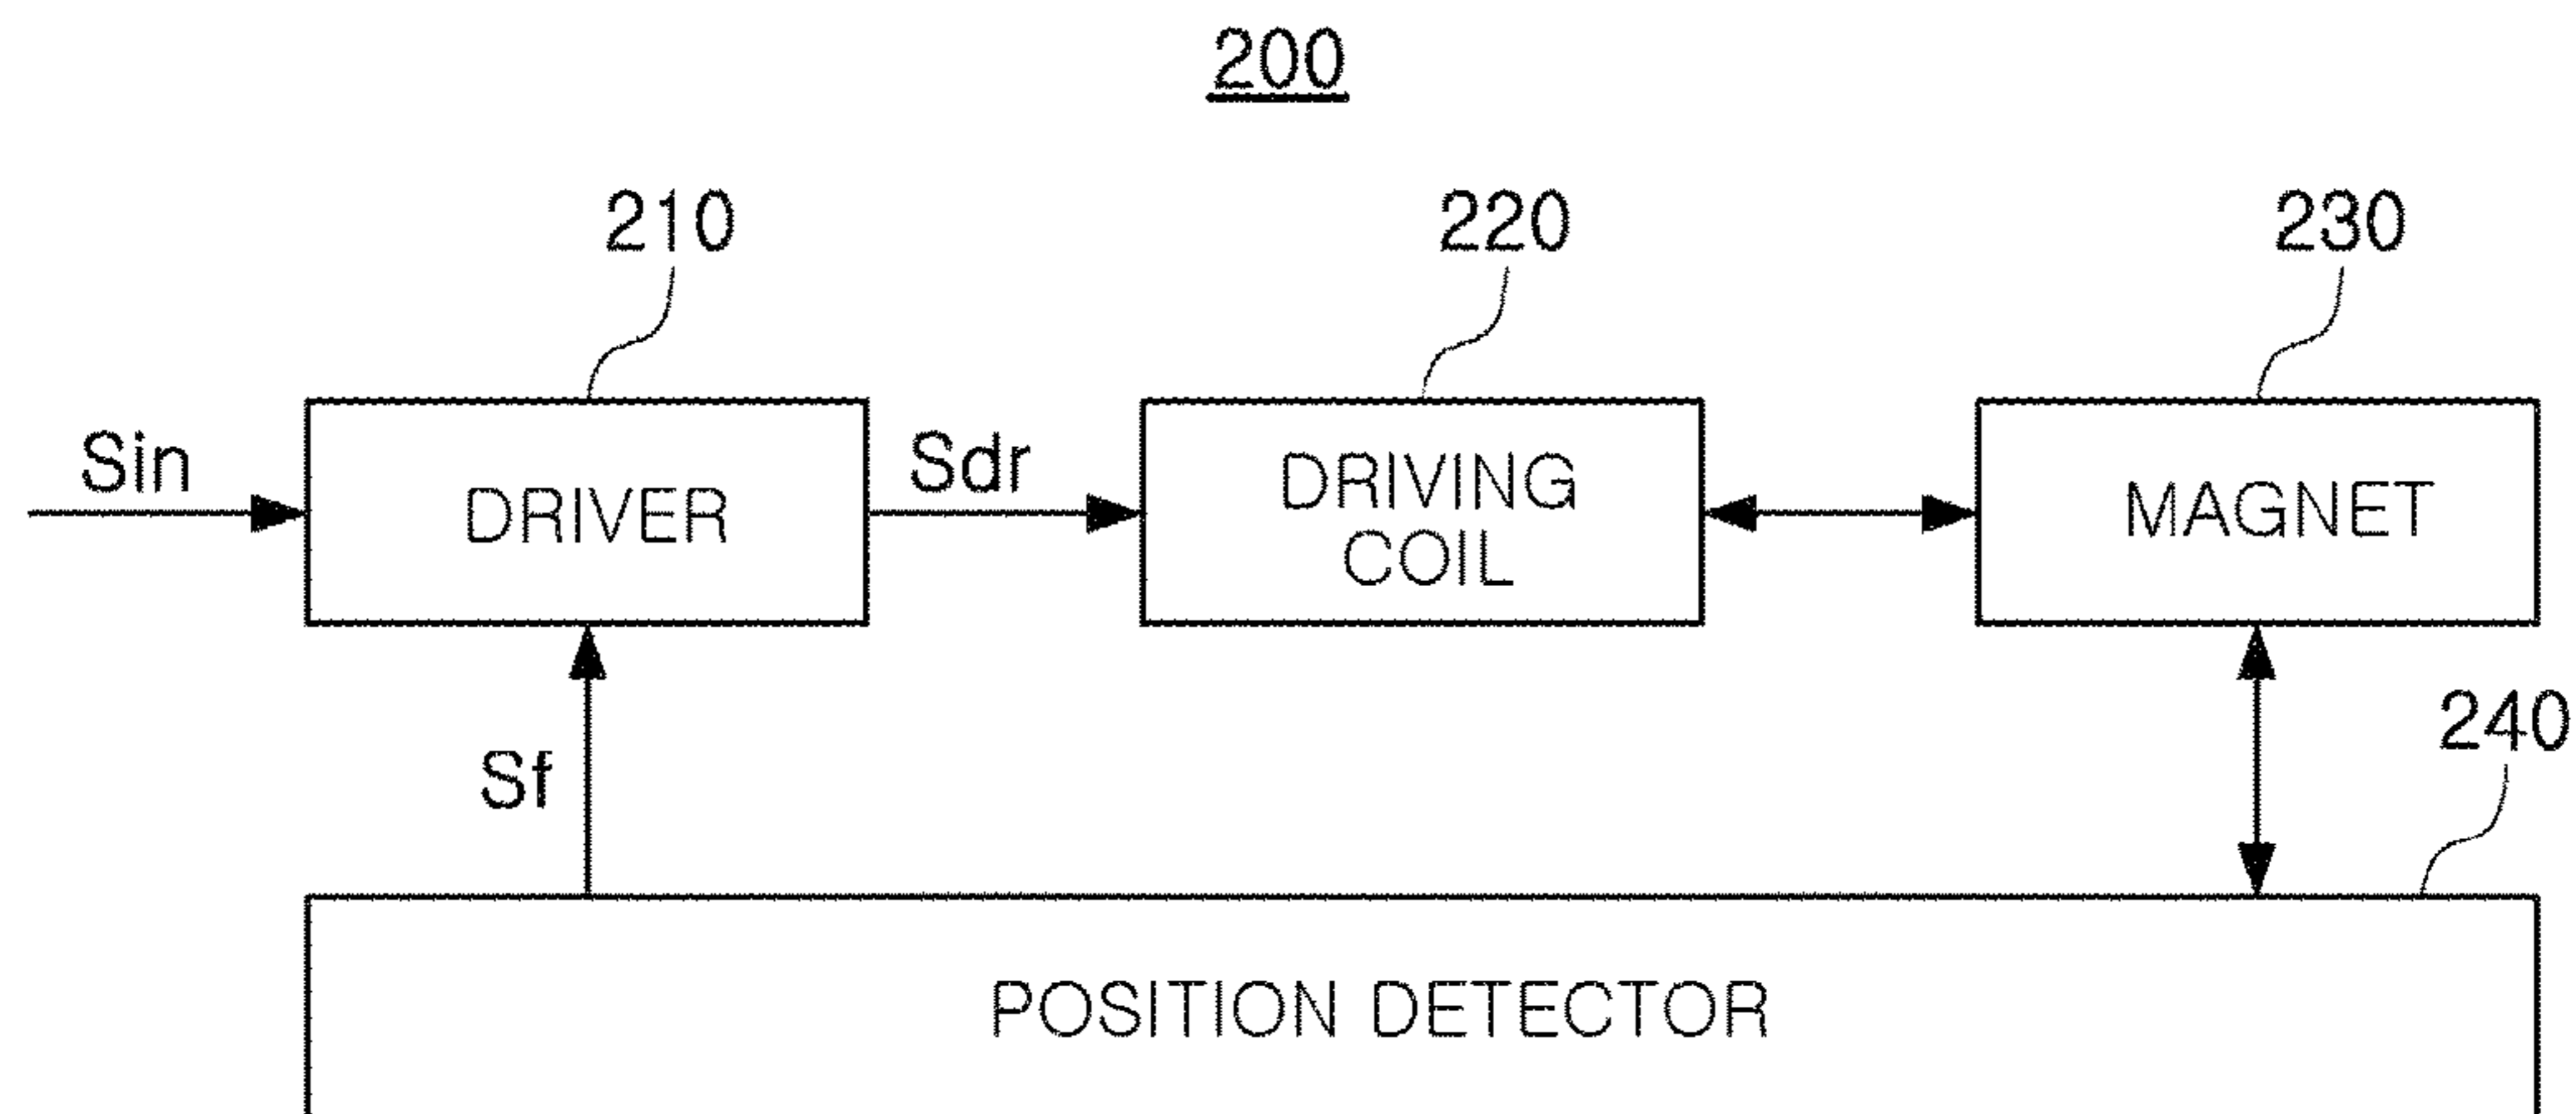 200
210
220
230
Sin
DRIVER
Sdr
DRIVING
COIL
MAGNET
Sf
240
POSITION DETECTOR